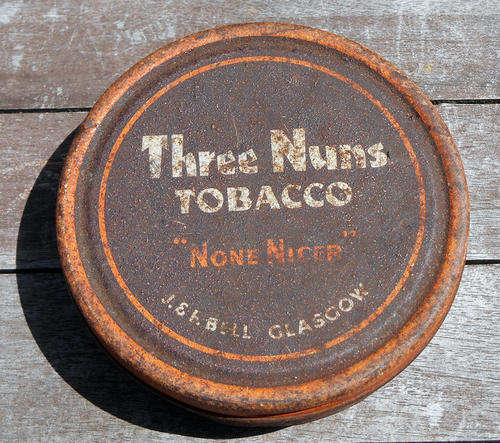 Three Nuns
TOBACCO
"NONE NICER"
J. & F. BELL GLASGOW